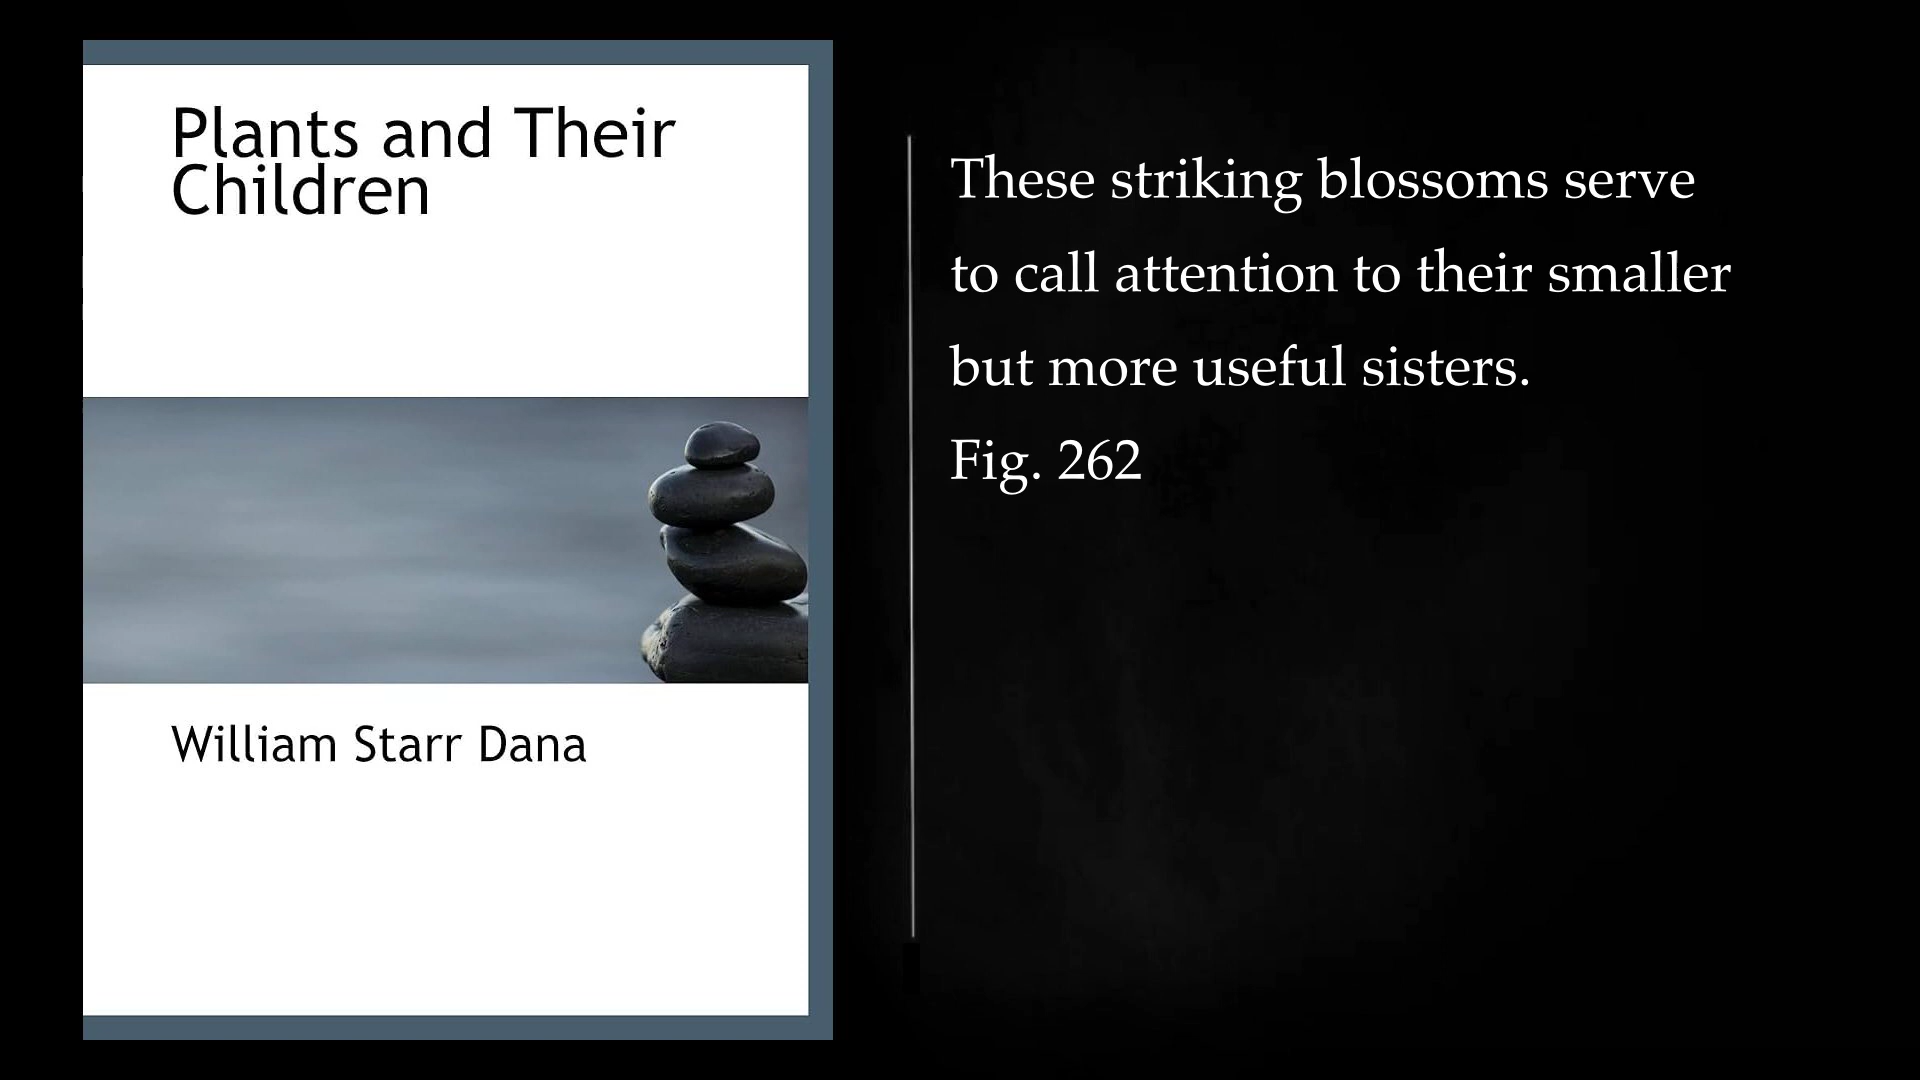 Plants and Their
Children
William Starr Dana
These striking blossoms serve
to call attention to their smaller
but more useful sisters.
Fig. 262